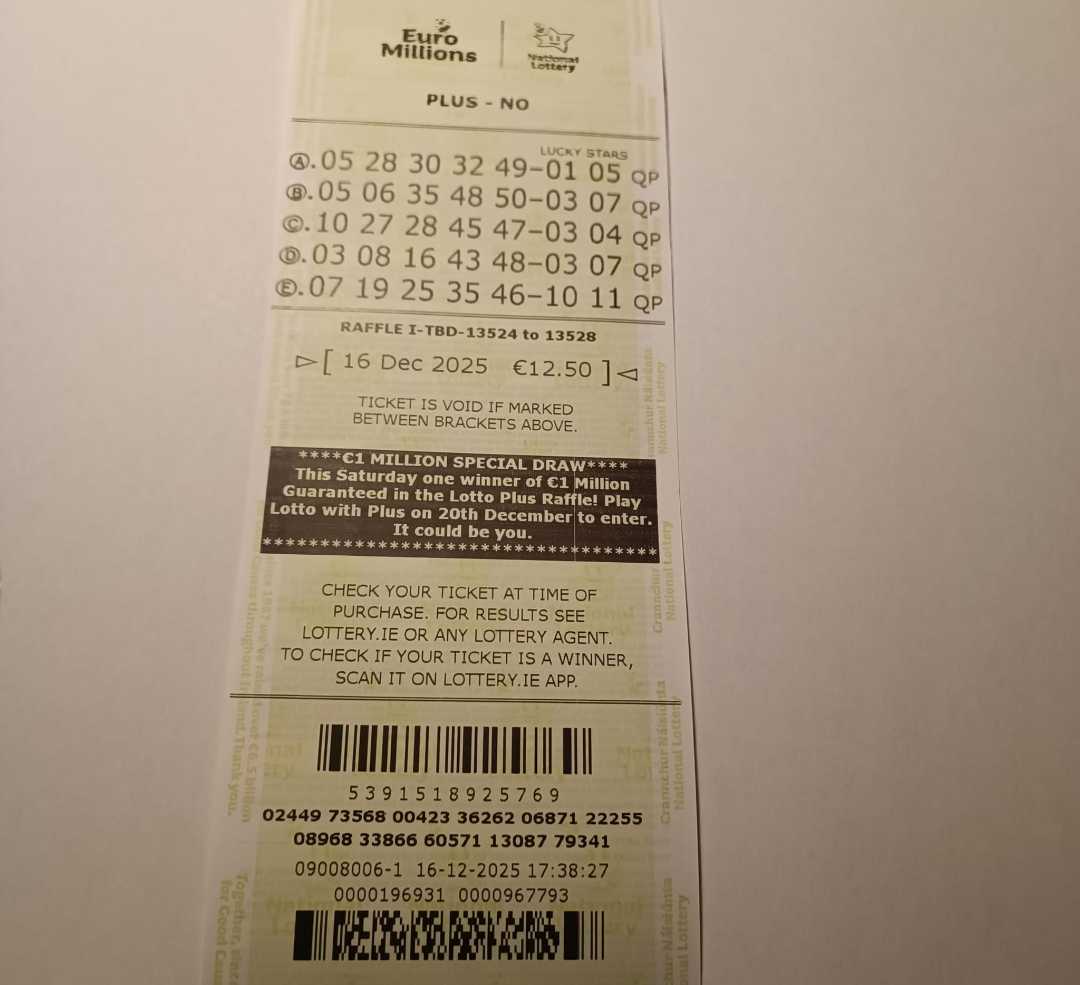 Euro
Millions
National
Lottery
PLUS - NO
LUCKY STARS
Ⓐ.05 28 30 32 49-01 05 QP
Ⓑ.05 06 35 48 50-03 07 QP
Ⓒ.10 27 28 45 47-03 04 QP
Ⓓ.03 08 16 43 48-03 07 QP
Ⓔ.07 19 25 35 46-10 11 QP
RAFFLE I-TBD-13524 to 13528
[ 16 Dec 2025 €12.50 ]
TICKET IS VOID IF MARKED
BETWEEN BRACKETS ABOVE.
****€1 MILLION SPECIAL DRAW****
This Saturday one winner of €1 Million
Guaranteed in the Lotto Plus Raffle! Play
Lotto with Plus on 20th December to enter.
It could be you.
*************************************
CHECK YOUR TICKET AT TIME OF
PURCHASE. FOR RESULTS SEE
LOTTERY.IE OR ANY LOTTERY AGENT.
TO CHECK IF YOUR TICKET IS A WINNER,
SCAN IT ON LOTTERY.IE APP.
5391518925769
02449 73568 00423 36262 06871 22255
08968 33866 60571 13087 79341
09008006-1 16-12-2025 17:38:27
0000196931 0000967793
Crannchur Náisiúnta
National Lottery